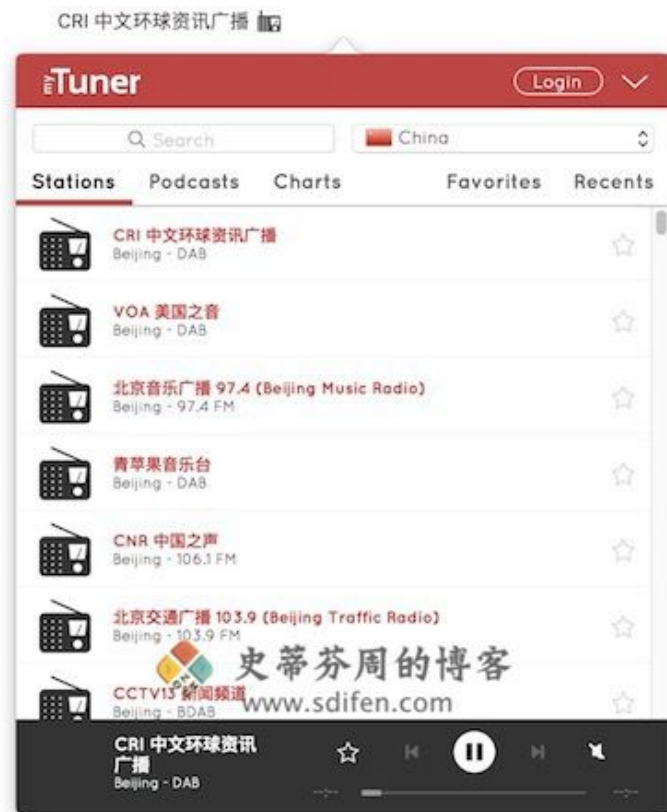 CRI 中文环球资讯广播
myTuner
Login
Search
China
Stations Podcasts Charts Favorites Recents
CRI 中文环球资讯广播
Beijing - DAB
VOA 美国之音
Beijing - DAB
北京音乐广播 97.4 (Beijing Music Radio)
Beijing - 97.4 FM
青苹果音乐台
Beijing - DAB
CNR 中国之声
Beijing - 106.1 FM
北京交通广播 103.9 (Beijing Traffic Radio)
Beijing - 103.9 FM
史蒂芬周的博客
CCTV13 新闻频道
www.sdifen.com
Beijing - BDAB
CRI 中文环球资讯
广播
Beijing - DAB
--:-- --:--